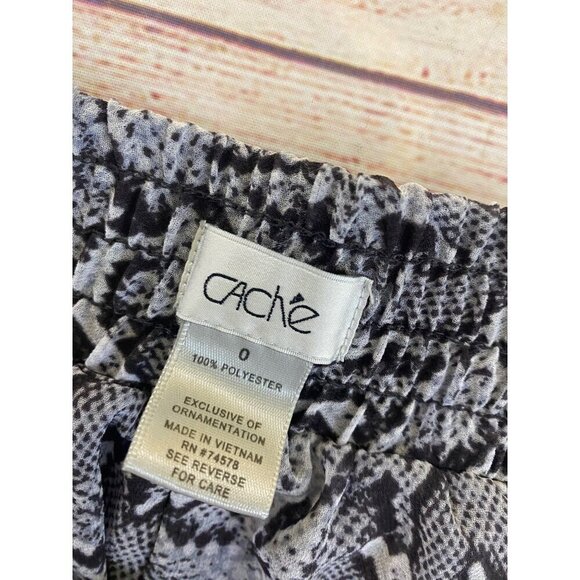 CAChé
0
100% POLYESTER
EXCLUSIVE OF
ORNAMENTATION
MADE IN VIETNAM
RN #74578
SEE REVERSE
FOR CARE